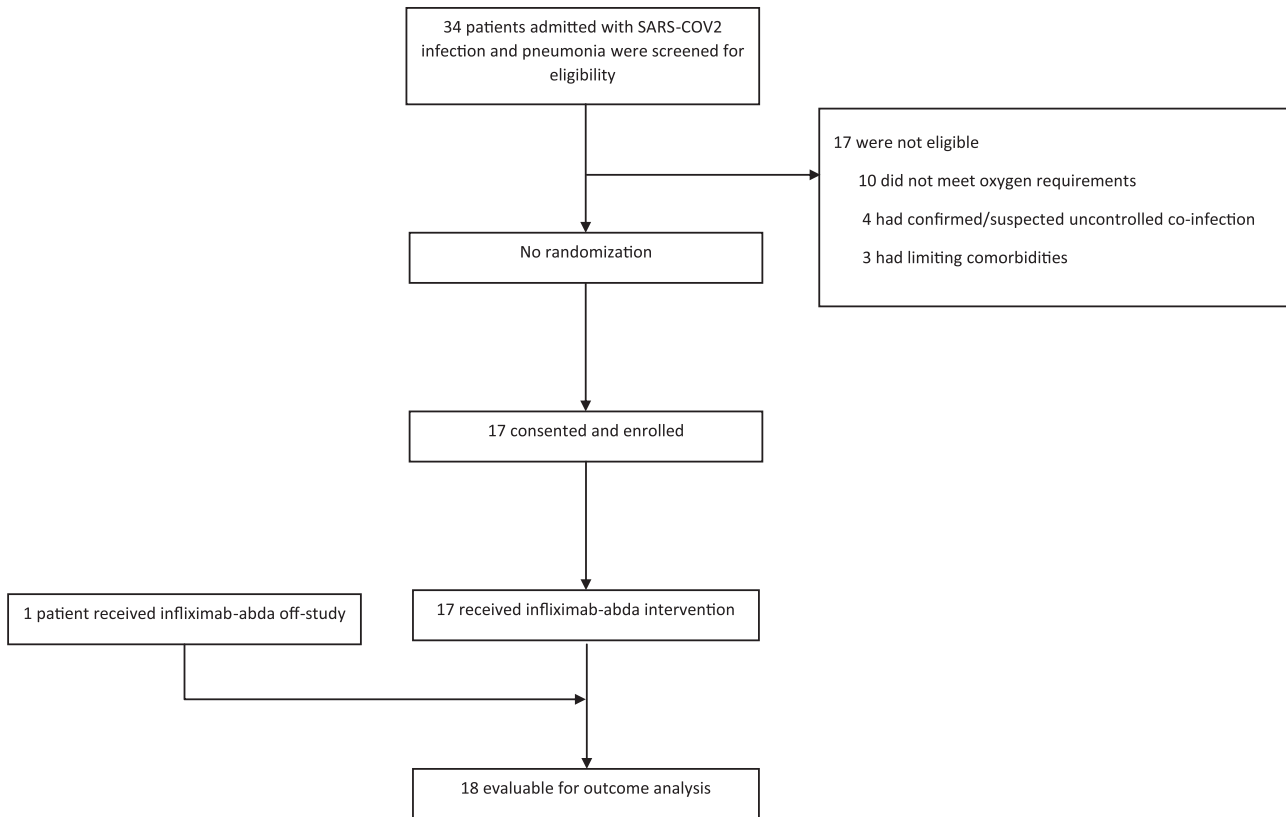 34 patients admitted with SARS-COV2
infection and pneumonia were screened for
eligibility
17 were not eligible
10 did not meet oxygen requirements
4 had confirmed/suspected uncontrolled co-infection
3 had limiting comorbidities
No randomization
17 consented and enrolled
1 patient received infliximab-abda off-study
17 received infliximab-abda intervention
18 evaluable for outcome analysis